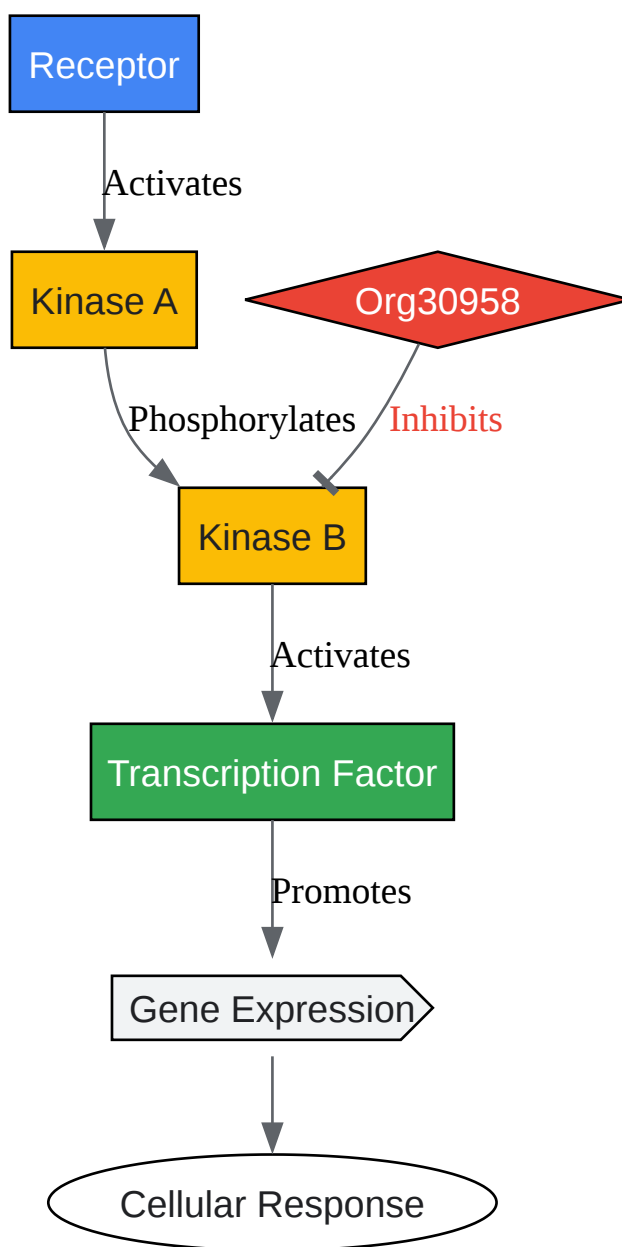 Receptor
Activates
Kinase A
Org30958
Phosphorylates
Inhibits
Kinase B
Activates
Transcription Factor
Promotes
Gene Expression
Cellular Response